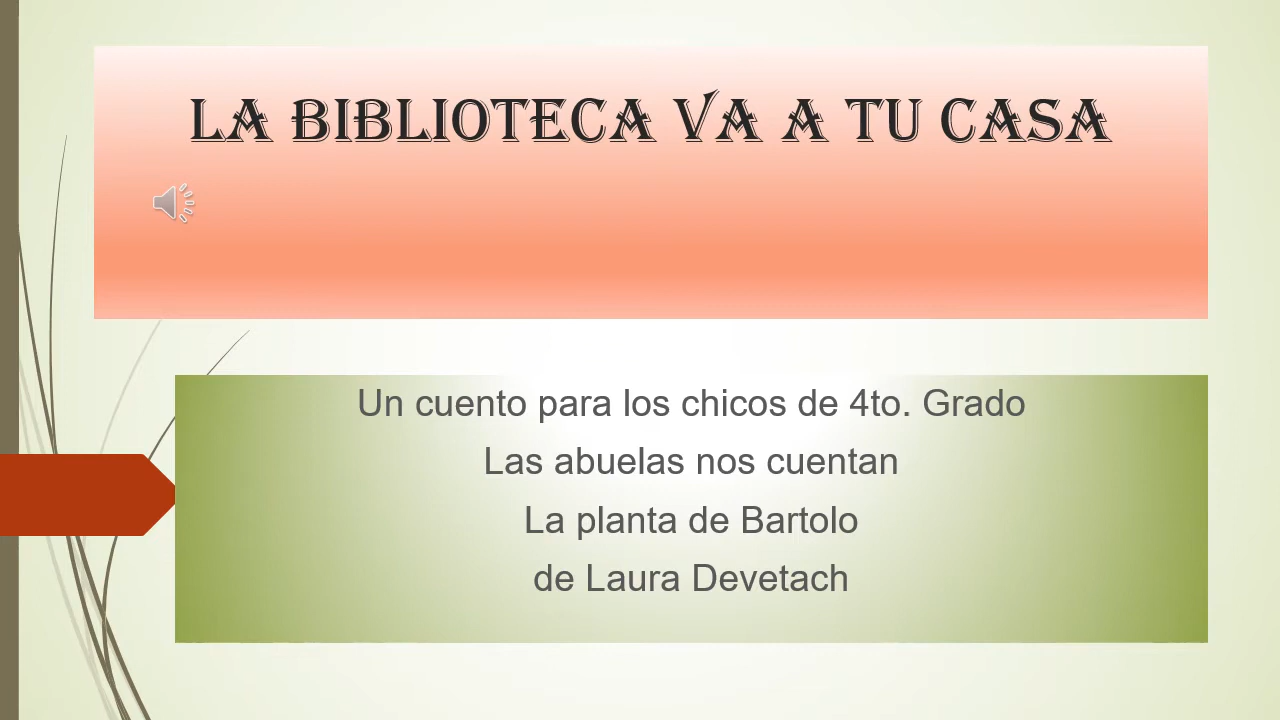 LA BIBLIOTECA VA A TU CASA
Un cuento para los chicos de 4to. Grado
Las abuelas nos cuentan
La planta de Bartolo
de Laura Devetach